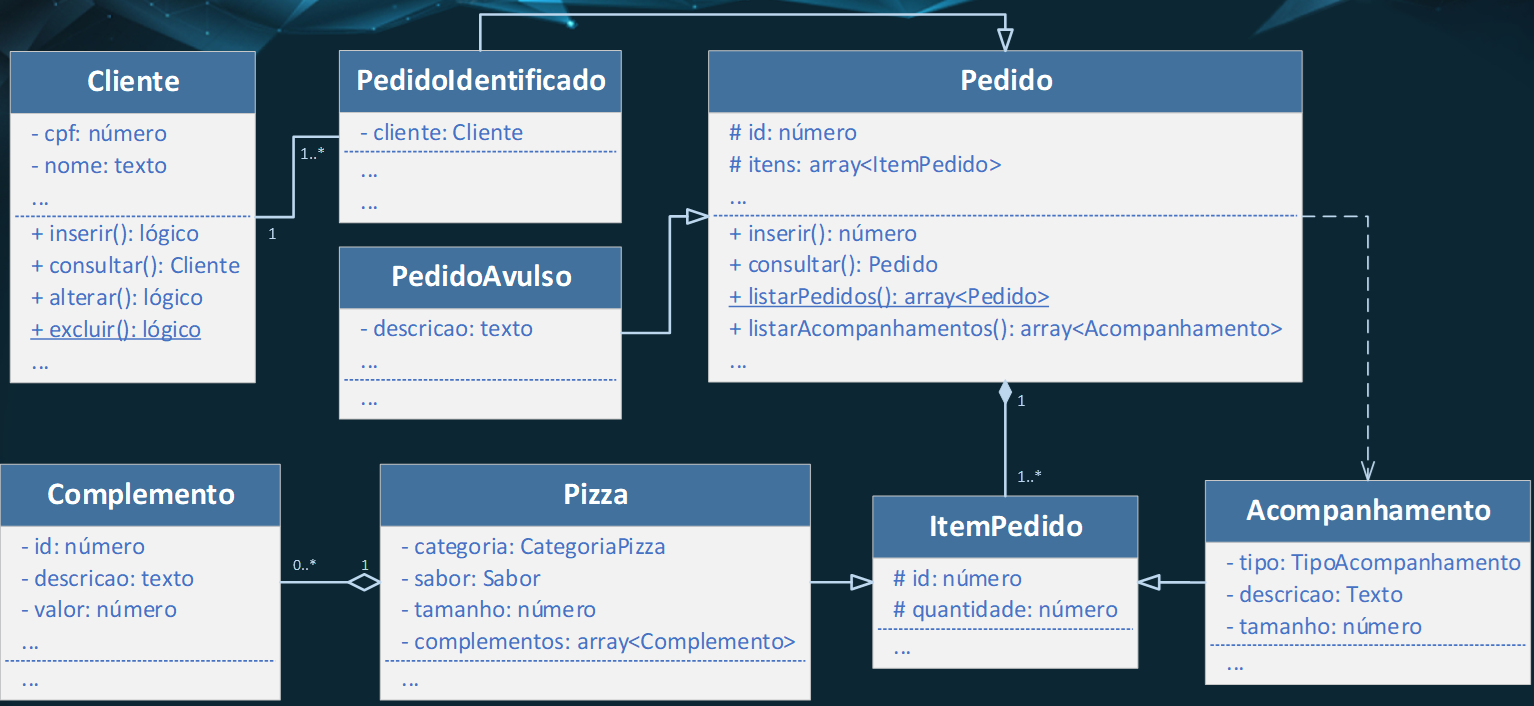 Cliente
- cpf: número
- nome: texto
...
+ inserir(): lógico
+ consultar(): Cliente
+ alterar(): lógico
+ excluir(): lógico
...
1
1..*
PedidoIdentificado
- cliente: Cliente
...
...
PedidoAvulso
- descricao: texto
...
...
Pedido
# id: número
# itens: array<ItemPedido>
...
+ inserir(): número
+ consultar(): Pedido
+ listarPedidos(): array<Pedido>
+ listarAcompanhamentos(): array<Acompanhamento>
...
1
1..*
Complemento
- id: número
- descricao: texto
- valor: número
...
...
0..*
1
Pizza
- categoria: CategoriaPizza
- sabor: Sabor
- tamanho: número
- complementos: array<Complemento>
...
ItemPedido
# id: número
# quantidade: número
...
Acompanhamento
- tipo: TipoAcompanhamento
- descricao: Texto
- tamanho: número
...